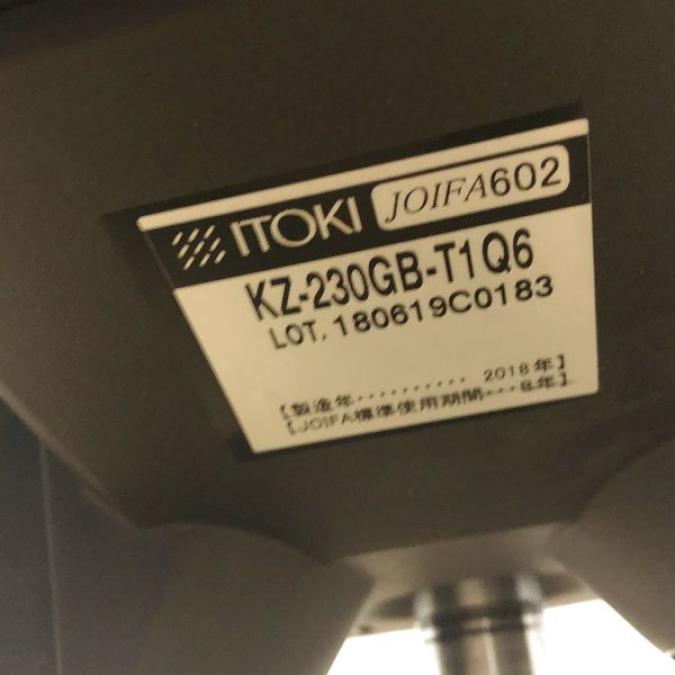 ITOKI JOIFA602
KZ-230GB-T1Q6
LOT. 180619C0183
【製造年･･････････ 2018年】
【JOIFA標準使用期間･･･8年】